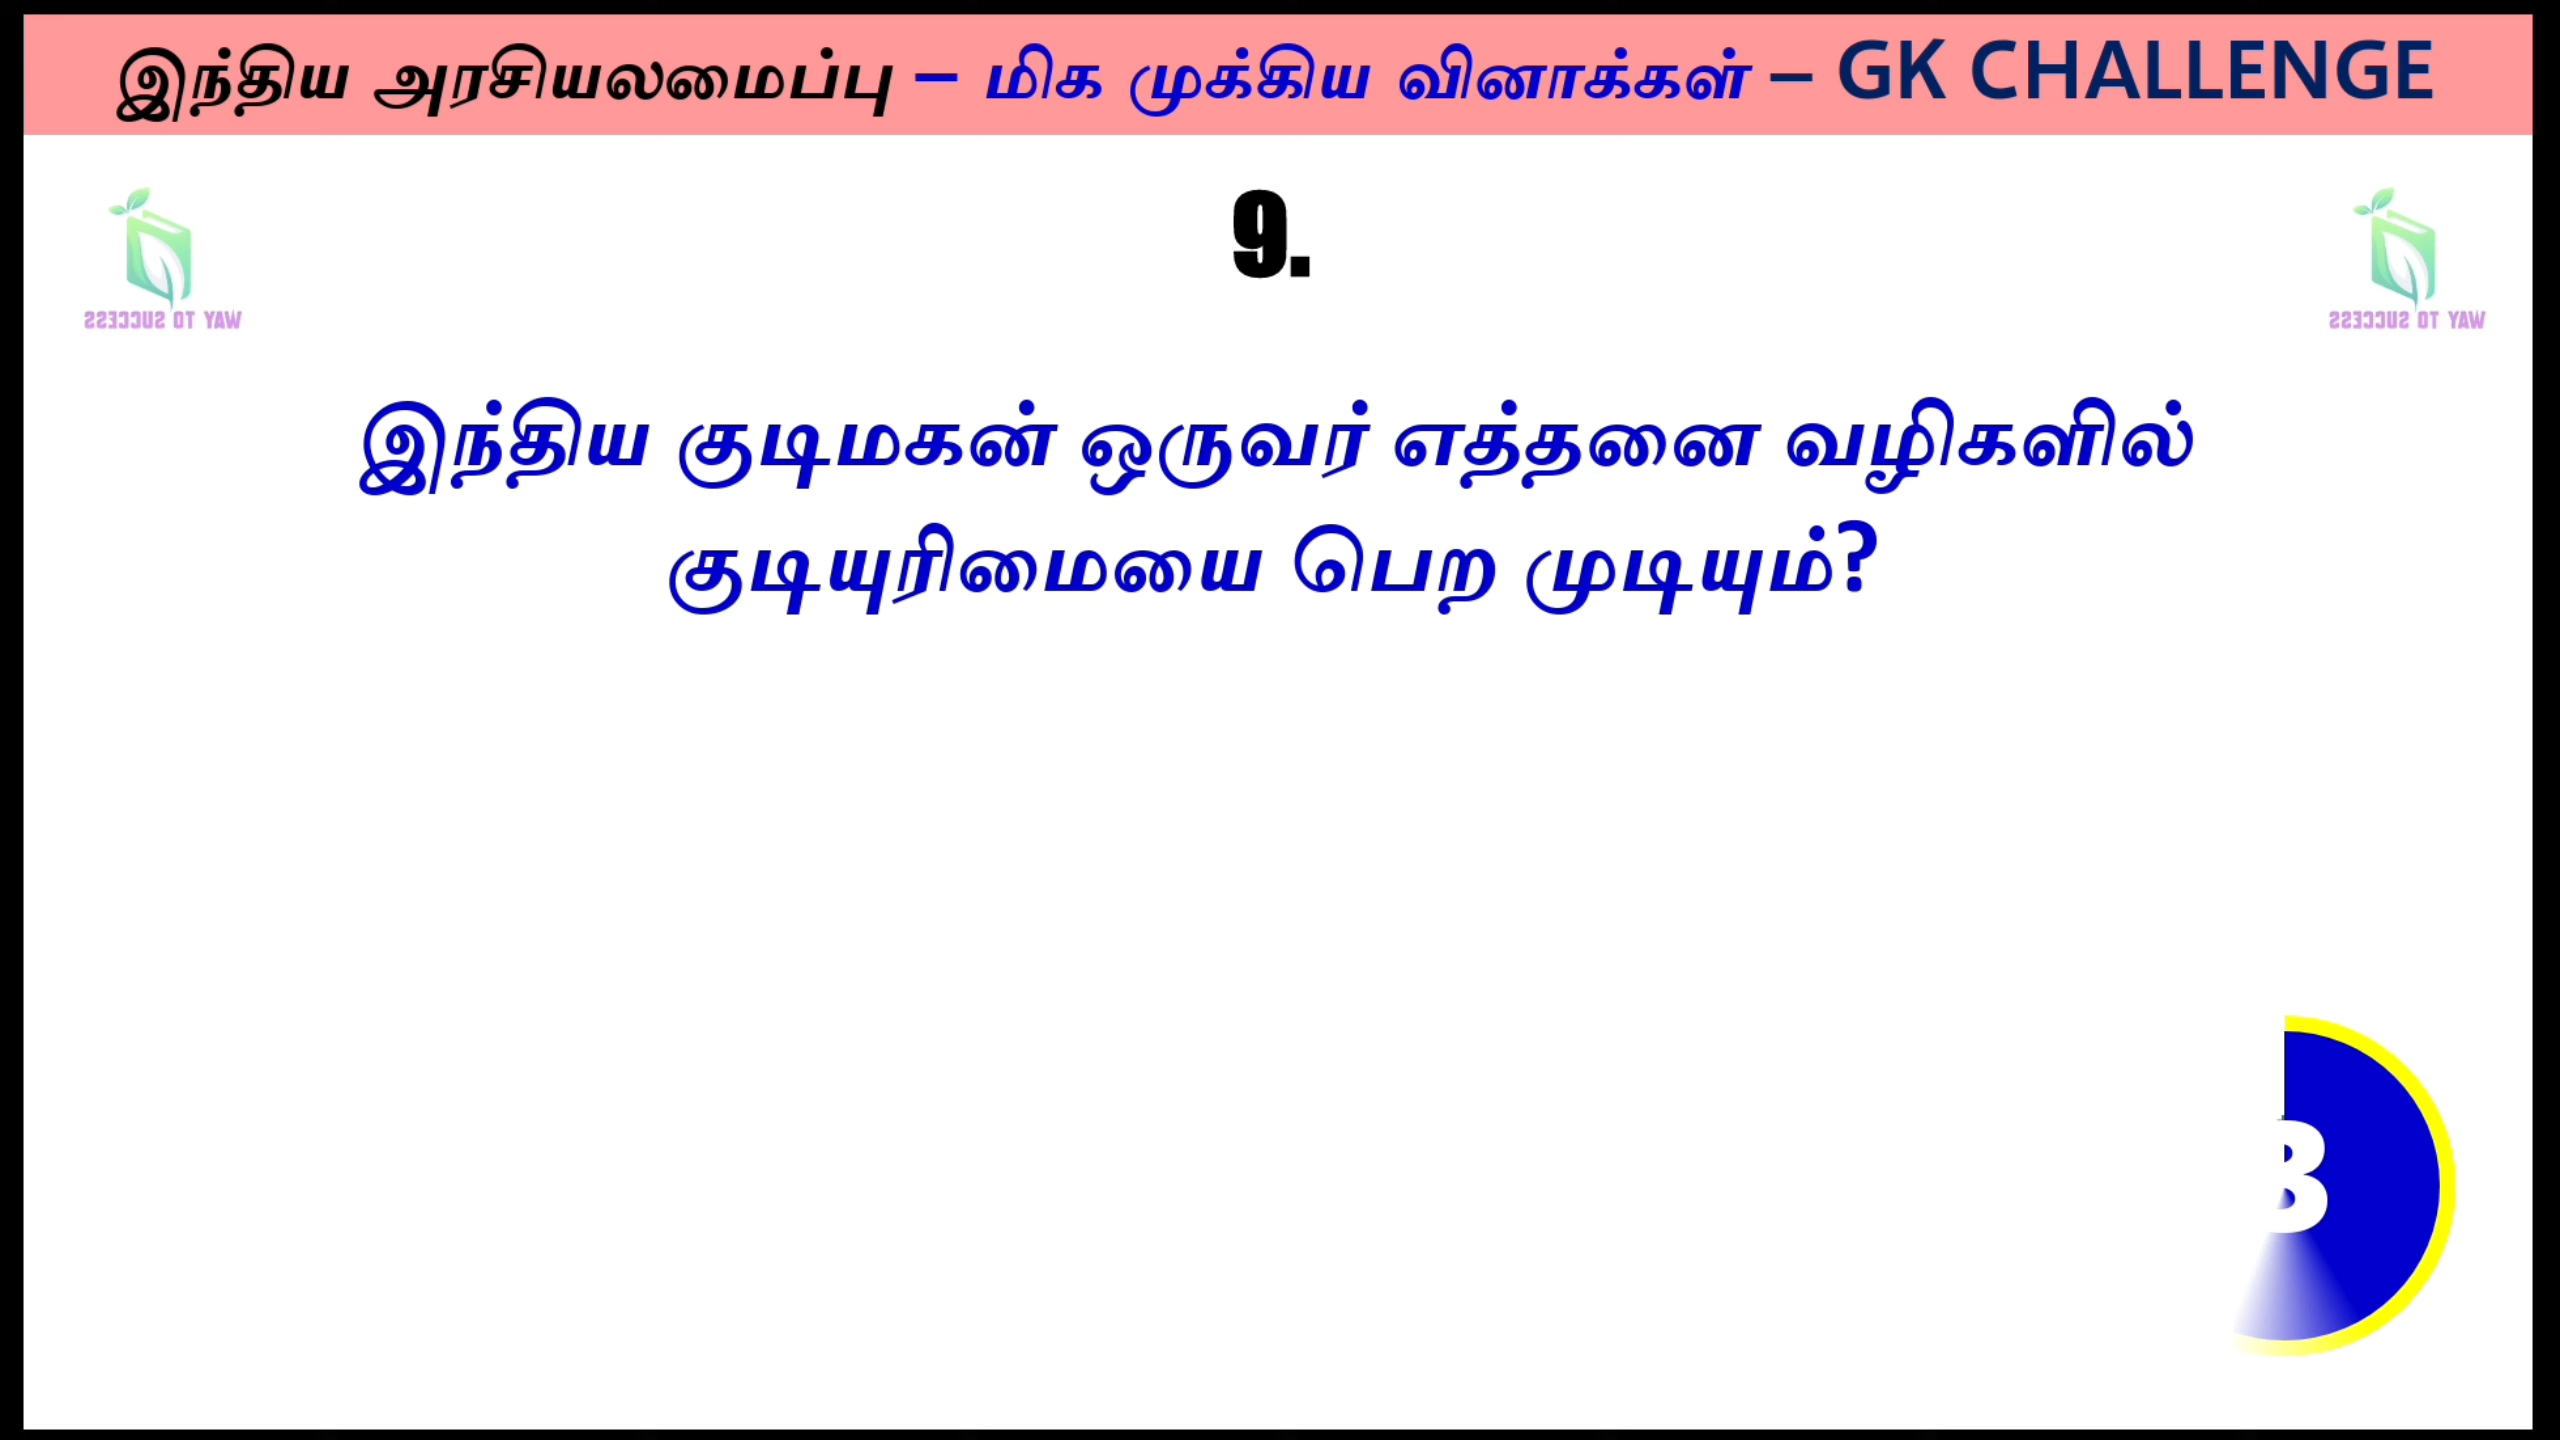 இந்திய அரசியலமைப்பு – மிக முக்கிய வினாக்கள் – GK CHALLENGE
9.
WAY TO SUCCESS
WAY TO SUCCESS
இந்திய குடிமகன் ஒருவர் எத்தனை வழிகளில்
குடியுரிமையை பெற முடியும்?